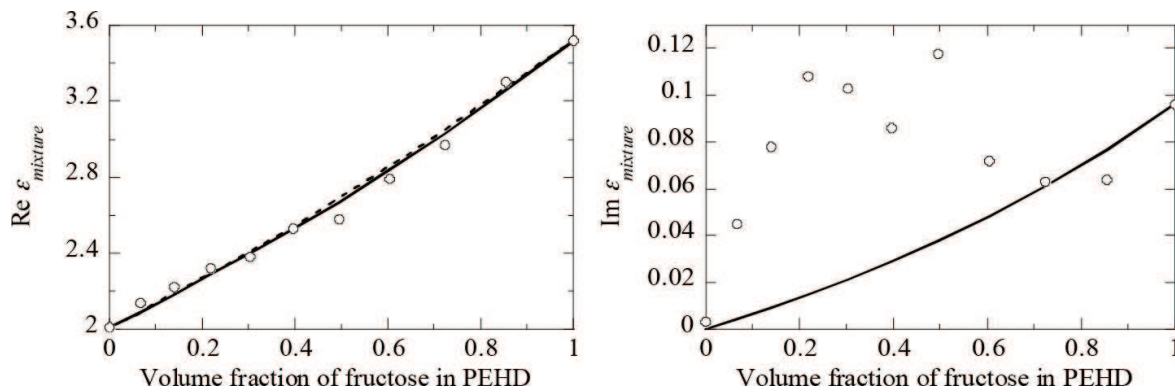 3.6
3.2
2.8
2.4
2
Re ε mixture
0 0.2 0.4 0.6 0.8 1
Volume fraction of fructose in PEHD
0.12
0.1
0.08
0.06
0.04
0.02
0
Im ε mixture
0 0.2 0.4 0.6 0.8 1
Volume fraction of fructose in PEHD